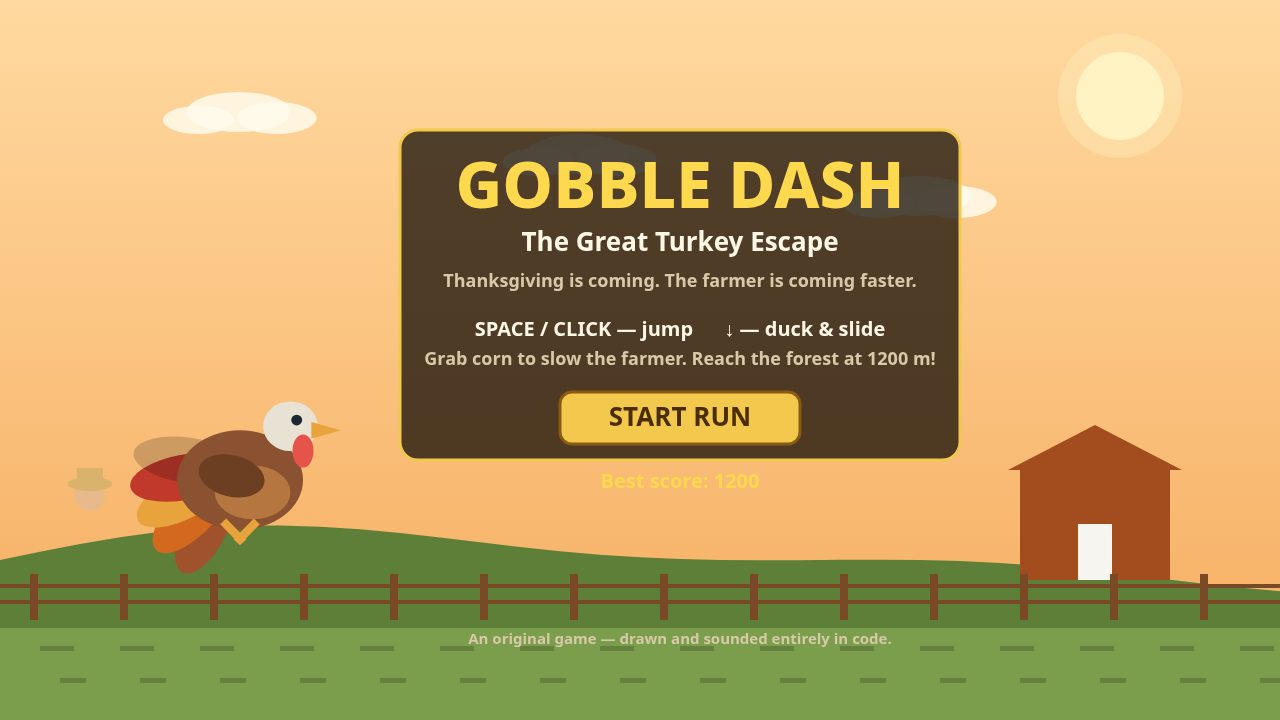 GOBBLE DASH
The Great Turkey Escape
Thanksgiving is coming. The farmer is coming faster.
SPACE / CLICK — jump ↓ — duck & slide
Grab corn to slow the farmer. Reach the forest at 1200 m!
START RUN
Best score: 1200
An original game — drawn and sounded entirely in code.